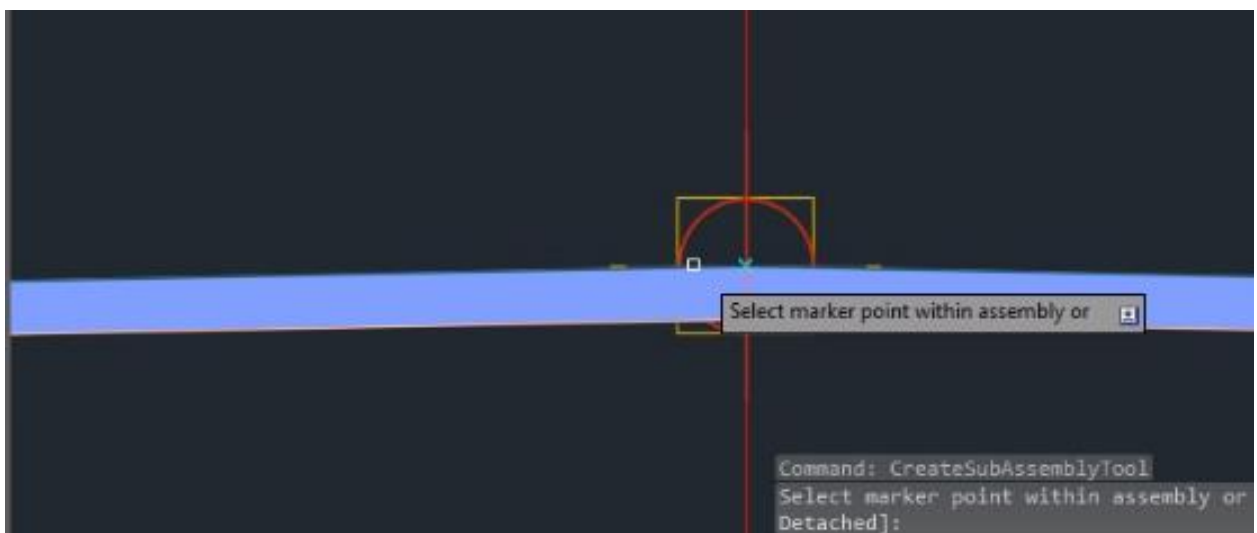 Select marker point within assembly or
Command: CreateSubAssemblyTool
Select marker point within assembly or
Detached]: